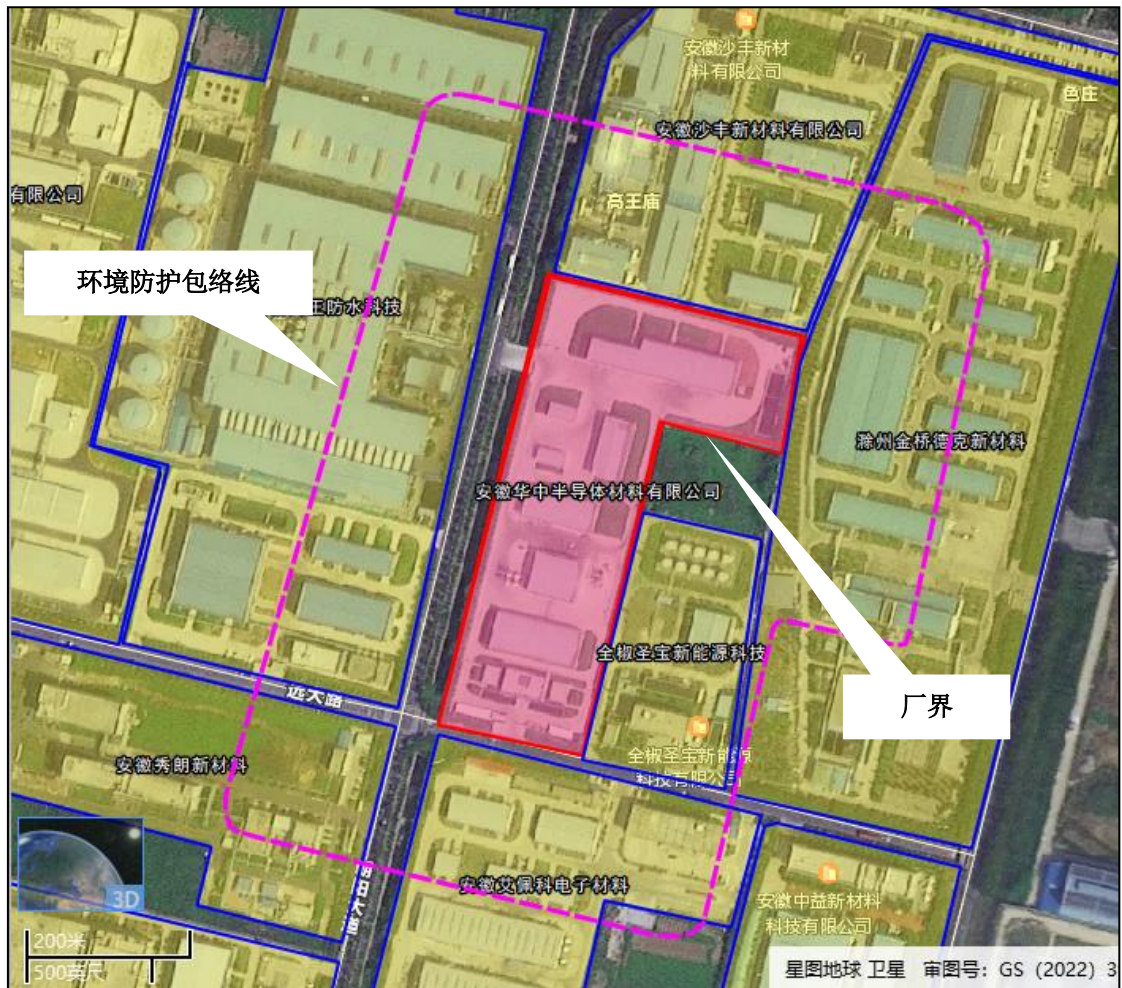 安徽沙丰新材
料有限公司
色庄
安徽沙丰新材料有限公司
有限公司
高王庙
环境防护包络线
防水科技
滁州金桥德克新材料
安徽华中半导体材料有限公司
全椒圣宝新能源科技
厂界
远大路
全椒圣宝新能源
科技有限公司
安徽秀朗新材料
安徽艾佩科电子材料
3D
安徽中益新材料
科技有限公司
200米
500英尺
星图地球 卫星 审图号：GS（2022）3